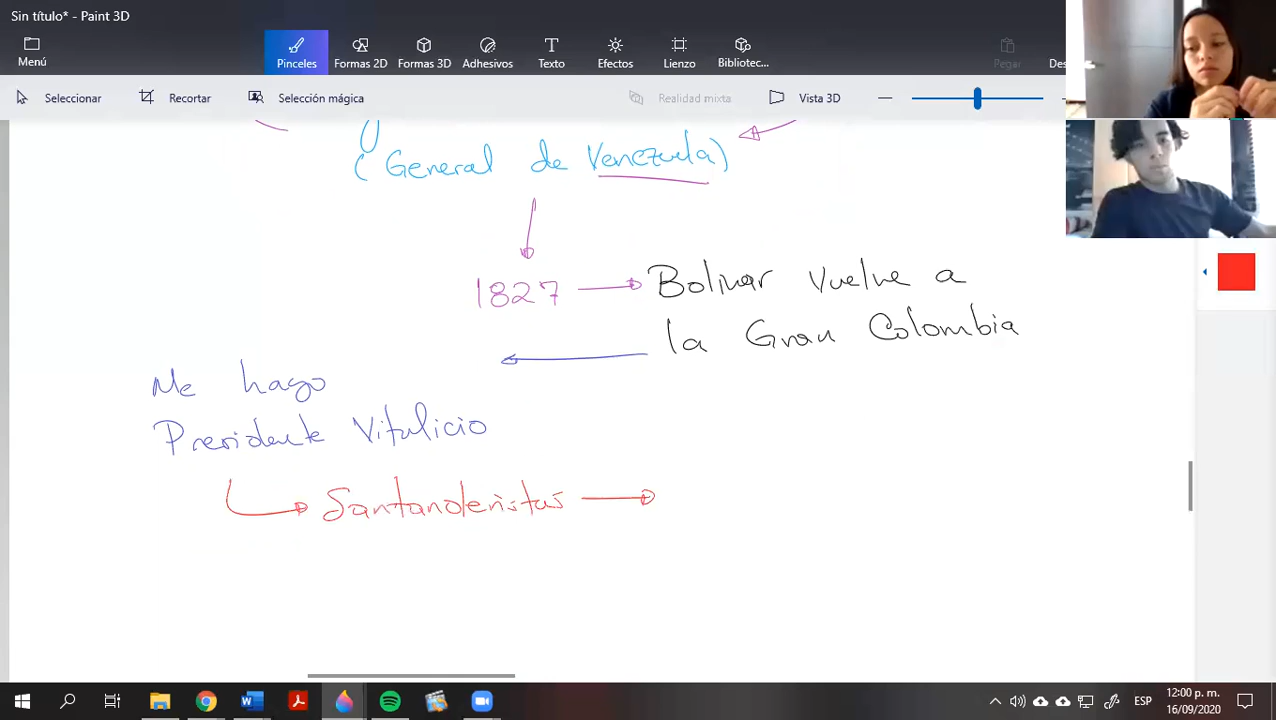 Sin título* - Paint 3D
Menú
Pinceles
Formas 2D
Formas 3D
Adhesivos
Texto
Efectos
Lienzo
Bibliotec...
Pegar
Des
Seleccionar
Recortar
Selección mágica
Realidad mixta
Vista 3D
(General de Venezuela)
1827
Bolivar vuelve a
la Gran Colombia
Me hago
Presidente Vitalicio
Santanderistas
ESP
12:00 p. m.
16/09/2020